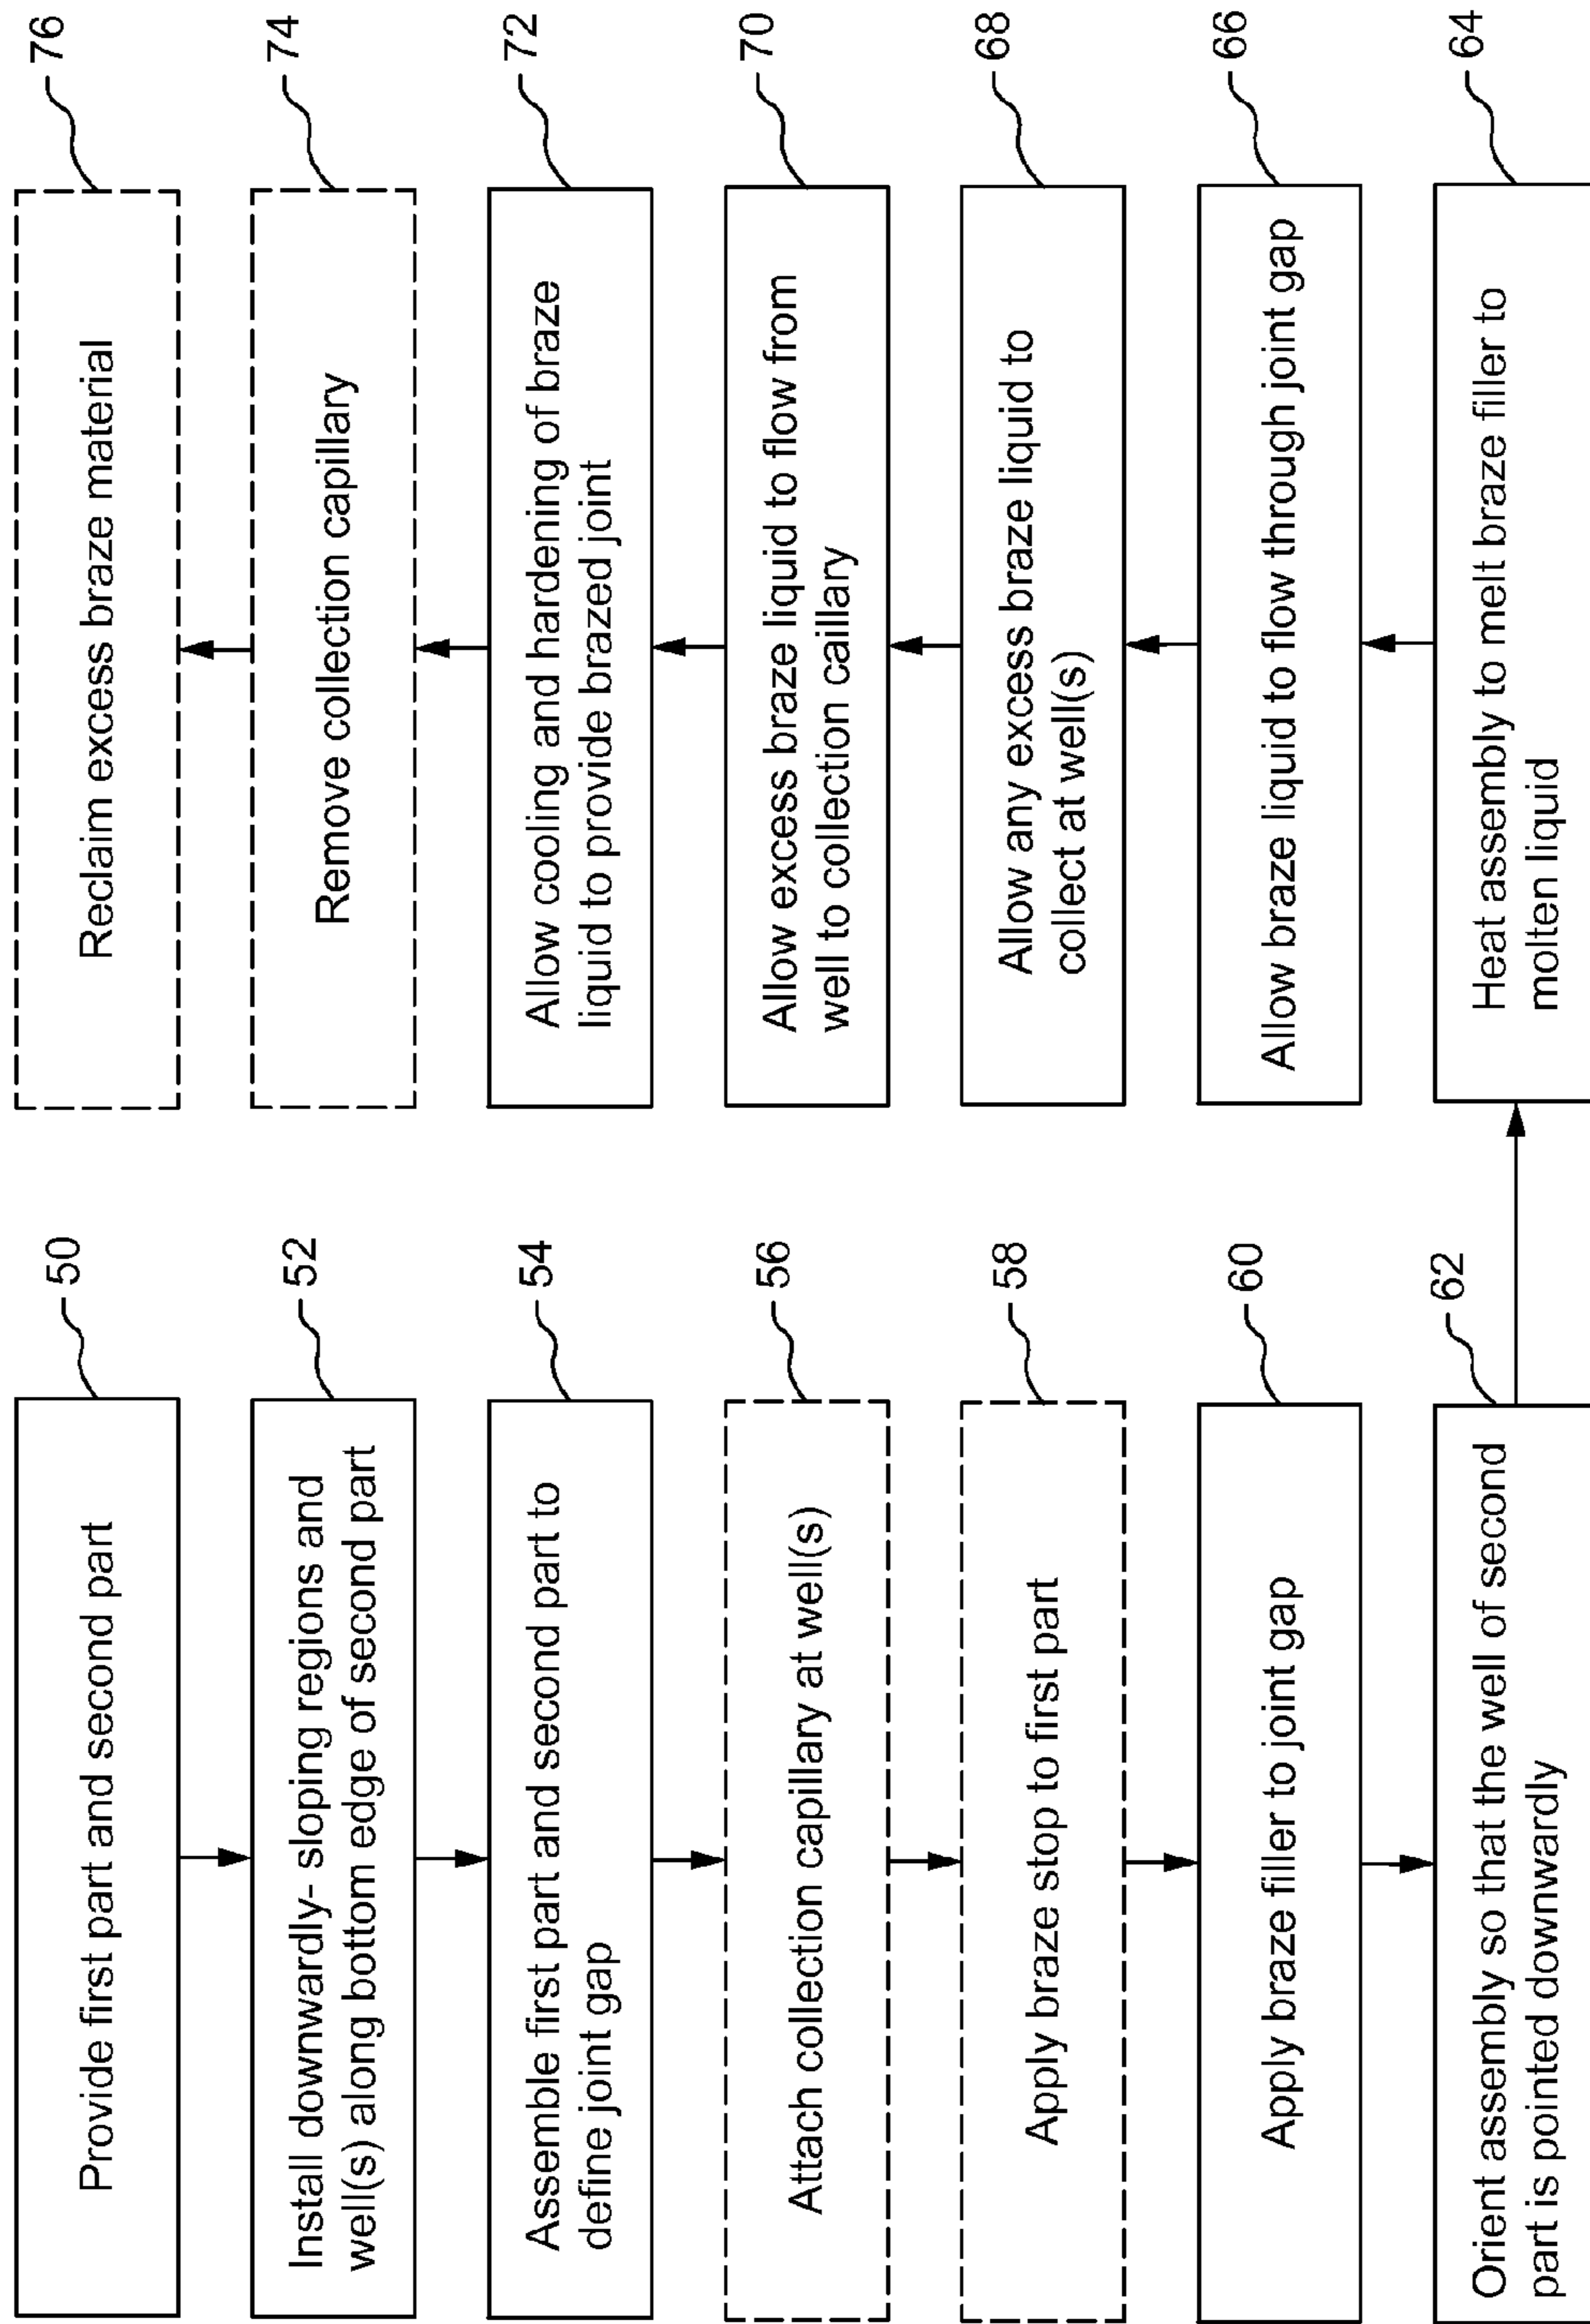 Provide first part and second part
50
Install downwardly- sloping regions and
well(s) along bottom edge of second part
52
Assemble first part and second part to
define joint gap
54
Attach collection capillary at well(s)
56
Apply braze stop to first part
58
Apply braze filler to joint gap
60
Orient assembly so that the well of second
part is pointed downwardly
62
Heat assembly to melt braze filler to
molten liquid
64
Allow braze liquid to flow through joint gap
66
Allow any excess braze liquid to
collect at well(s)
68
Allow excess braze liquid to flow from
well to collection caillary
70
Allow cooling and hardening of braze
liquid to provide brazed joint
72
Remove collection capillary
74
Reclaim excess braze material
76